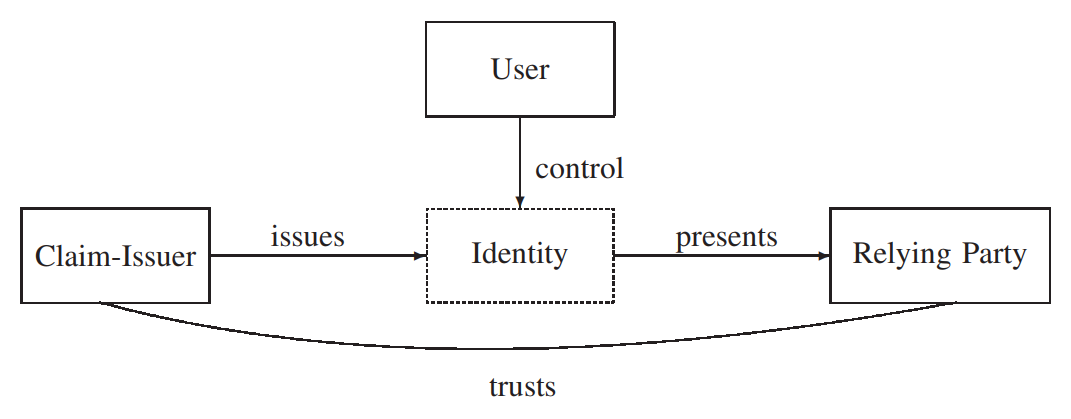 User
control
Claim-Issuer
issues
Identity
presents
Relying Party
trusts